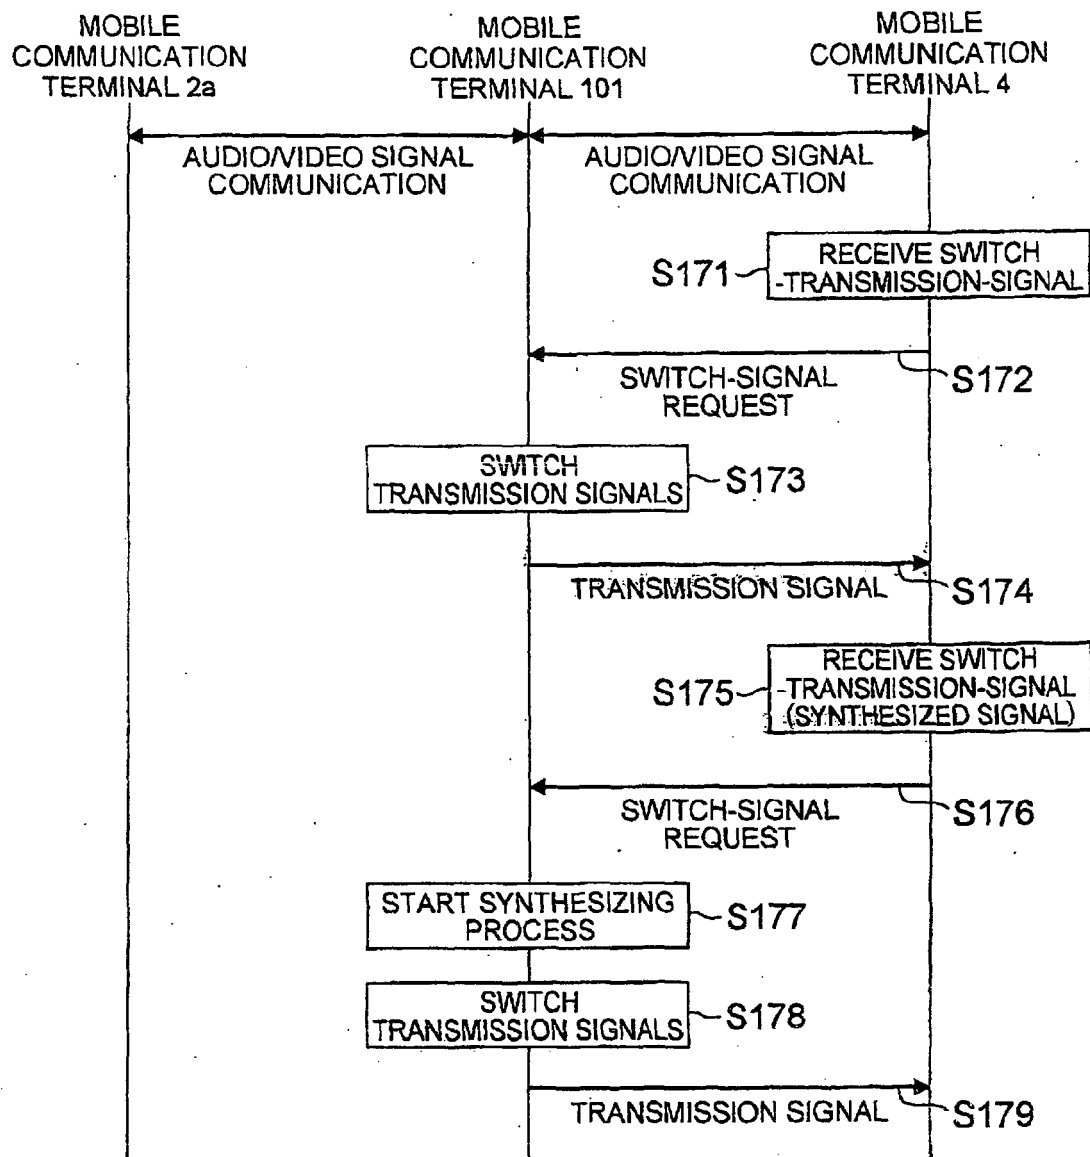 MOBILE
COMMUNICATION
TERMINAL 2a
MOBILE
COMMUNICATION
TERMINAL 101
MOBILE
COMMUNICATION
TERMINAL 4
AUDIO/VIDEO SIGNAL
COMMUNICATION
AUDIO/VIDEO SIGNAL
COMMUNICATION
S171
RECEIVE SWITCH
-TRANSMISSION-SIGNAL
SWITCH-SIGNAL
REQUEST
S172
SWITCH
TRANSMISSION SIGNALS
S173
TRANSMISSION SIGNAL
S174
S175
RECEIVE SWITCH
-TRANSMISSION-SIGNAL
(SYNTHESIZED SIGNAL)
SWITCH-SIGNAL
REQUEST
S176
START SYNTHESIZING
PROCESS
S177
SWITCH
TRANSMISSION SIGNALS
S178
TRANSMISSION SIGNAL
S179